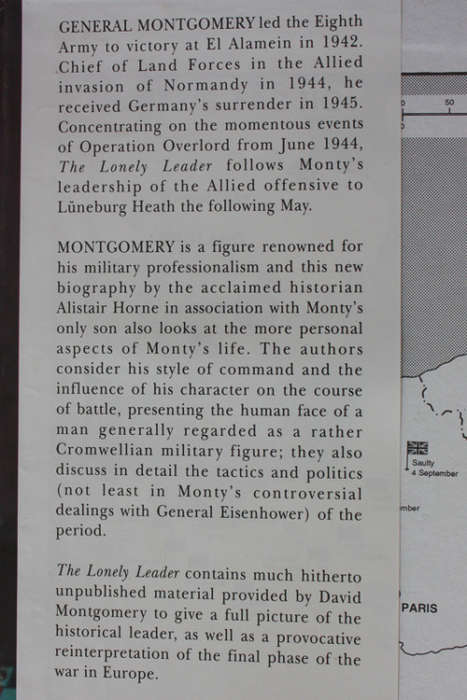 GENERAL MONTGOMERY led the Eighth
Army to victory at El Alamein in 1942.
Chief of Land Forces in the Allied
invasion of Normandy in 1944, he
received Germany's surrender in 1945.
Concentrating on the momentous events
of Operation Overlord from June 1944,
The Lonely Leader follows Monty's
leadership of the Allied offensive to
Lüneburg Heath the following May.
MONTGOMERY is a figure renowned for
his military professionalism and this new
biography by the acclaimed historian
Alistair Horne in association with Monty's
only son also looks at the more personal
aspects of Monty's life. The authors
consider his style of command and the
influence of his character on the course
of battle, presenting the human face of a
man generally regarded as a rather
Cromwellian military figure; they also
discuss in detail the tactics and politics
(not least in Monty's controversial
dealings with General Eisenhower) of the
period.
The Lonely Leader contains much hitherto
unpublished material provided by David
Montgomery to give a full picture of the
historical leader, as well as a provocative
reinterpretation of the final phase of the
war in Europe.
50
Saulty
4 September
mber
PARIS